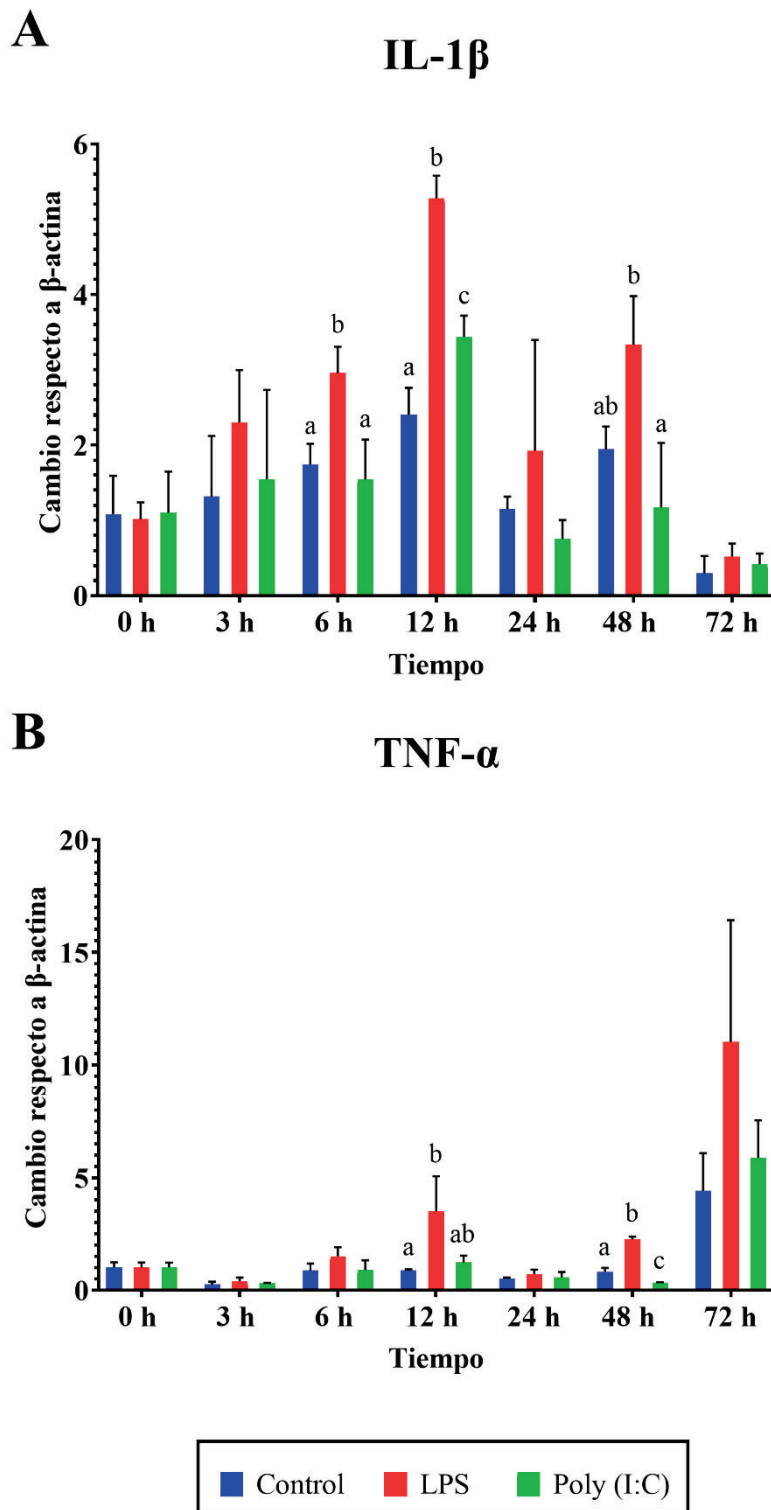 A
IL-1β
Cambio respecto a β-actina
6
4
2
0
b
b
c
a
b
a
a
ab
a
0 h 3 h 6 h 12 h 24 h 48 h 72 h
Tiempo
B
TNF-α
Cambio respecto a β-actina
20
15
10
5
0
b
a
ab
b
a
c
0 h 3 h 6 h 12 h 24 h 48 h 72 h
Tiempo
Control LPS Poly (I:C)